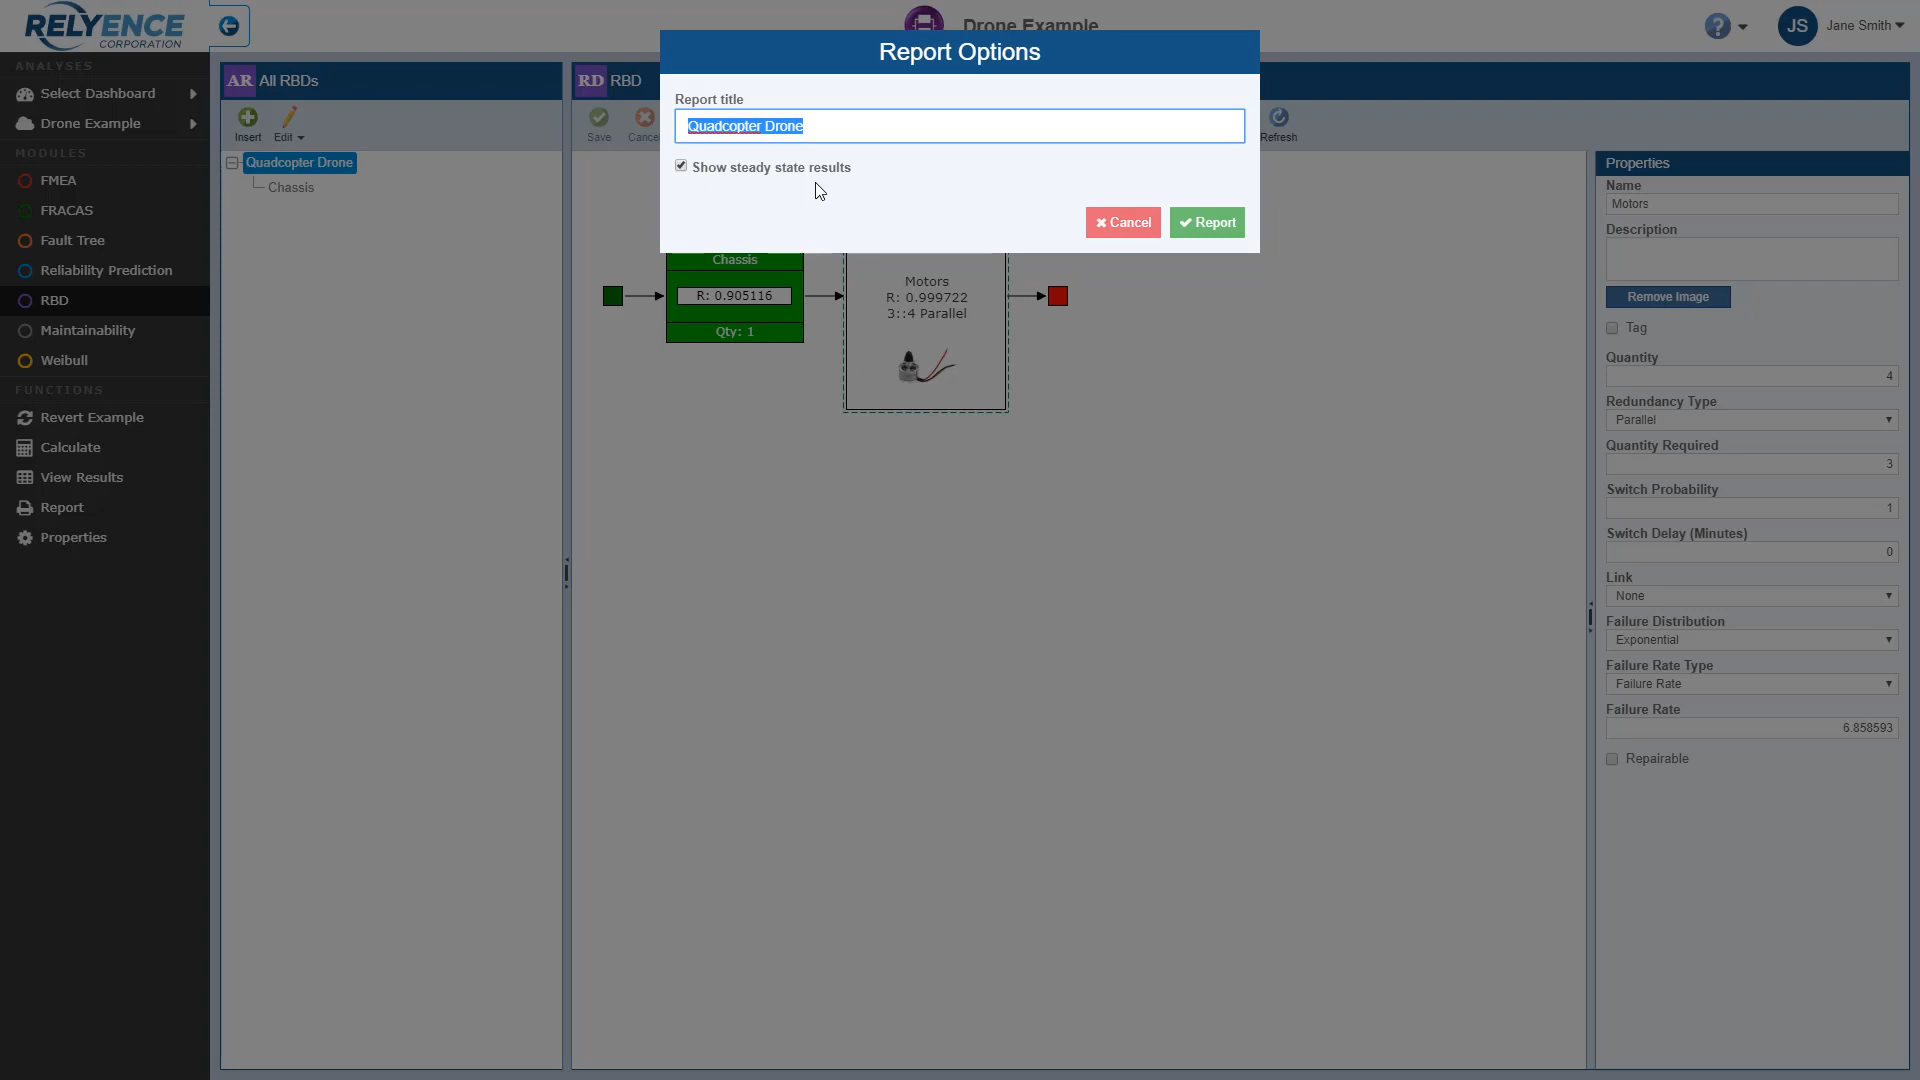 RELYENCE
CORPORATION
Drone Example
?
JS
Jane Smith
ANALYSES
Select Dashboard
Drone Example
MODULES
FMEA
FRACAS
Fault Tree
Reliability Prediction
RBD
Maintainability
Weibull
FUNCTIONS
Revert Example
Calculate
View Results
Report
Properties
AR All RBDs
Insert
Edit
Quadcopter Drone
Chassis
RD RBD
Save
Cancel
Refresh
Report Options
Report title
Quadcopter Drone
Show steady state results
Cancel
Report
Chassis
R: 0.905116
Qty: 1
Motors
R: 0.999722
3::4 Parallel
Properties
Name
Motors
Description
Remove Image
Tag
Quantity
4
Redundancy Type
Parallel
Quantity Required
3
Switch Probability
1
Switch Delay (Minutes)
0
Link
None
Failure Distribution
Exponential
Failure Rate Type
Failure Rate
Failure Rate
6.858593
Repairable